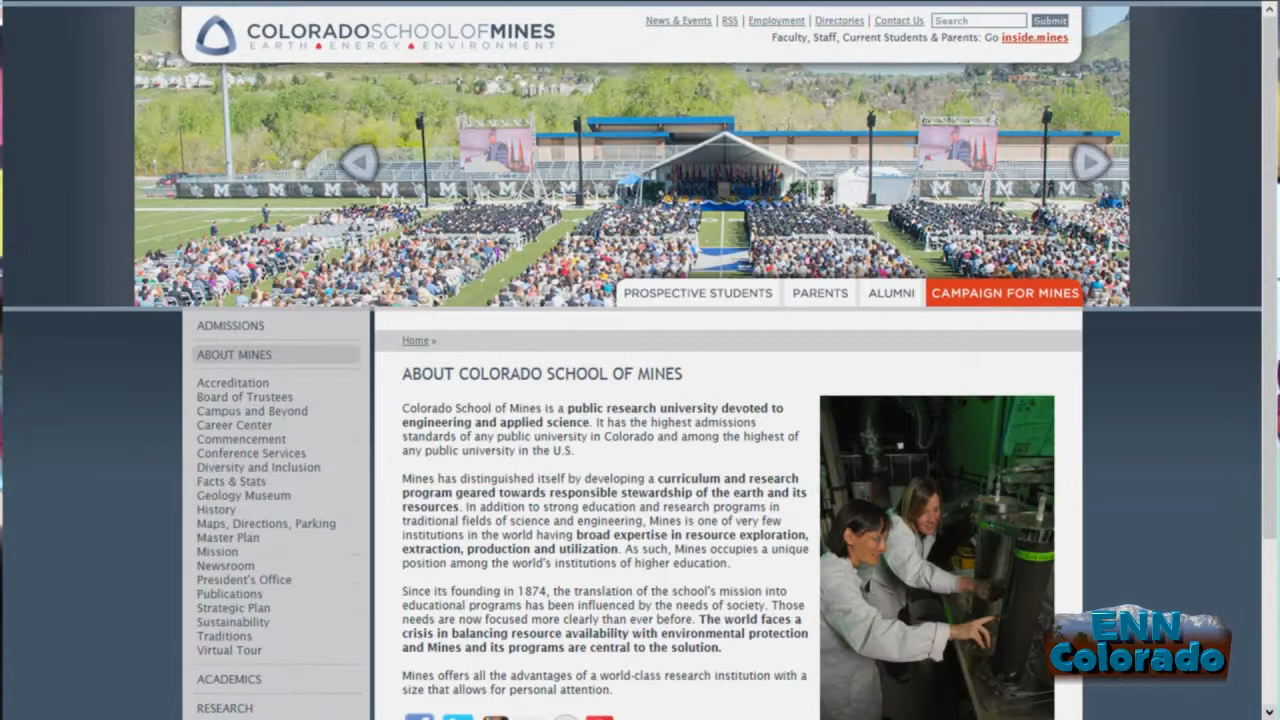 COLORADOSCHOOLOFMINES
EARTH ENERGY ENVIRONMENT
News & Events | RSS | Employment | Directories | Contact Us
Search
Submit
Faculty, Staff, Current Students & Parents: Go inside.mines
M M M M M M M M
PROSPECTIVE STUDENTS
PARENTS
ALUMNI
CAMPAIGN FOR MINES
ADMISSIONS
ABOUT MINES
Accreditation
Board of Trustees
Campus and Beyond
Career Center
Commencement
Conference Services
Diversity and Inclusion
Facts & Stats
Geology Museum
History
Maps, Directions, Parking
Master Plan
Mission
Newsroom
President's Office
Publications
Strategic Plan
Sustainability
Traditions
Virtual Tour
ACADEMICS
RESEARCH
Home »
ABOUT COLORADO SCHOOL OF MINES
Colorado School of Mines is a public research university devoted to
engineering and applied science. It has the highest admissions
standards of any public university in Colorado and among the highest of
any public university in the U.S.
Mines has distinguished itself by developing a curriculum and research
program geared towards responsible stewardship of the earth and its
resources. In addition to strong education and research programs in
traditional fields of science and engineering, Mines is one of very few
institutions in the world having broad expertise in resource exploration,
extraction, production and utilization. As such, Mines occupies a unique
position among the world's institutions of higher education.
Since its founding in 1874, the translation of the school's mission into
educational programs has been influenced by the needs of society. Those
needs are now focused more clearly than ever before. The world faces a
crisis in balancing resource availability with environmental protection
and Mines and its programs are central to the solution.
Mines offers all the advantages of a world-class research institution with a
size that allows for personal attention.
ENN
Colorado